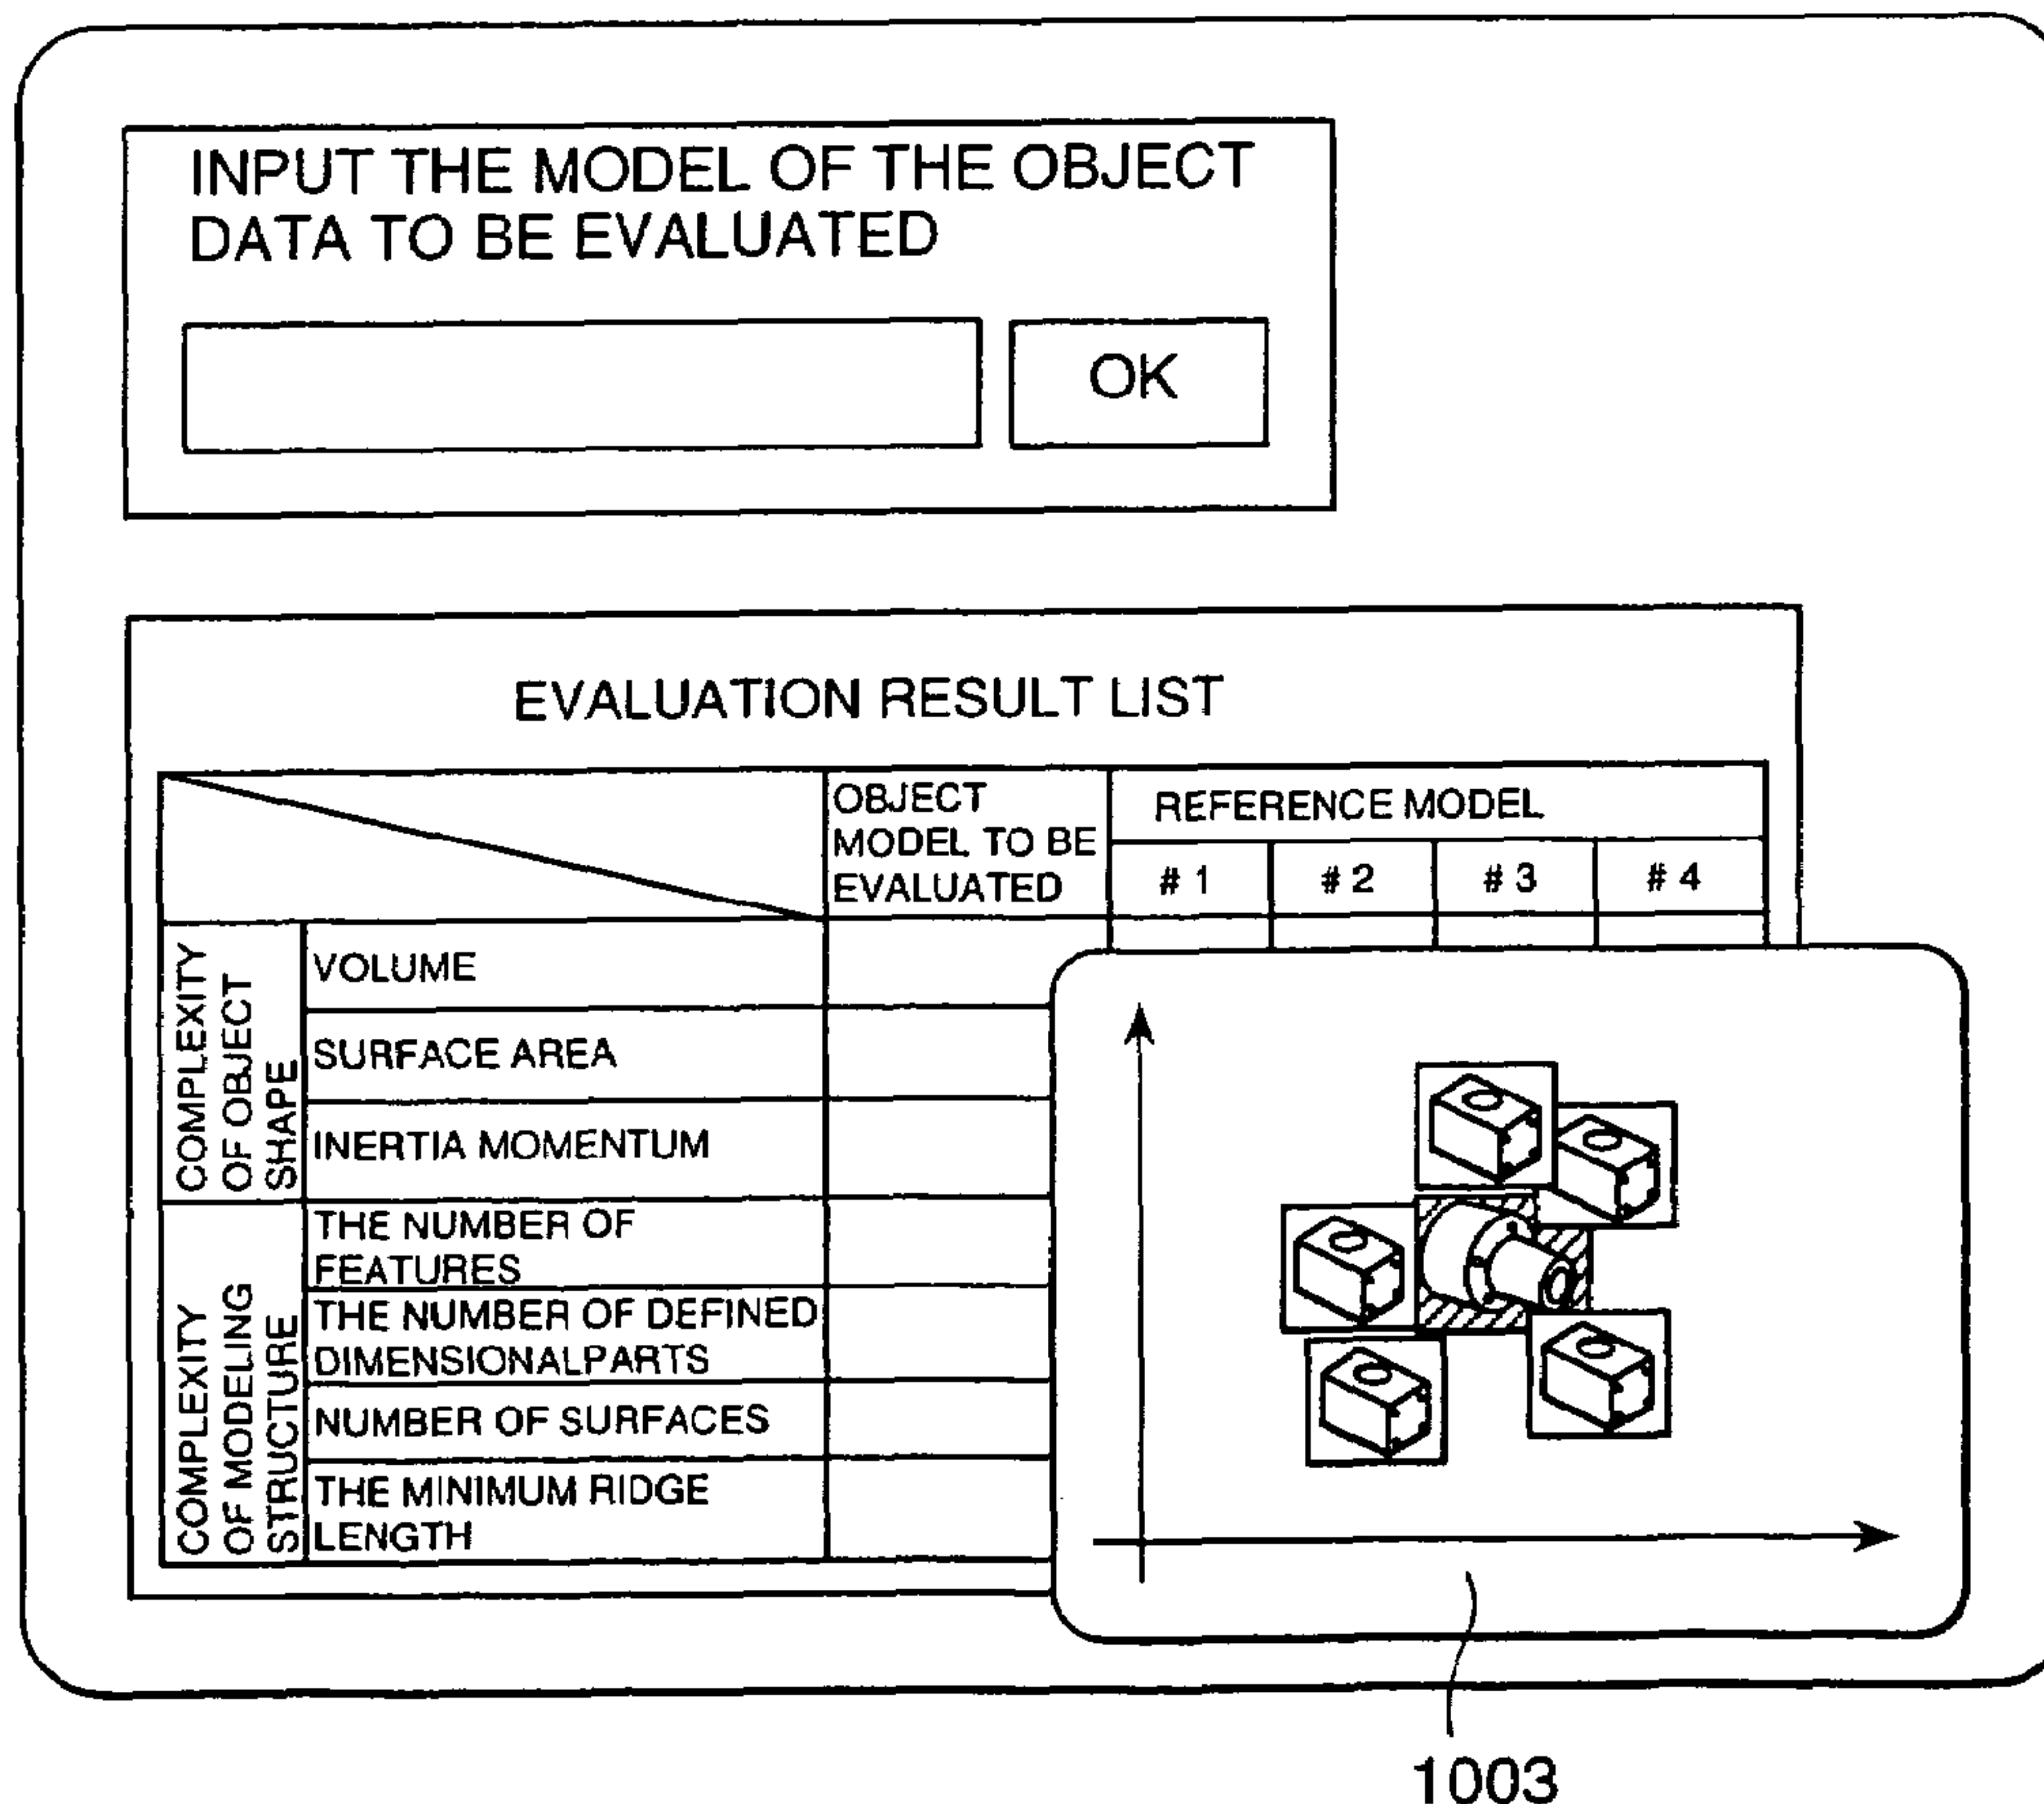 INPUT THE MODEL OF THE OBJECT
DATA TO BE EVALUATED
OK
EVALUATION RESULT LIST
OBJECT
MODEL TO BE
EVALUATED
REFERENCE MODEL
# 1
# 2
# 3
# 4
COMPLEXITY
OF OBJECT
SHAPE
VOLUME
SURFACE AREA
INERTIA MOMENTUM
COMPLEXITY
OF MODELING
STRUCTURE
THE NUMBER OF
FEATURES
THE NUMBER OF DEFINED
DIMENSIONALPARTS
NUMBER OF SURFACES
THE MINIMUM RIDGE
LENGTH
1003